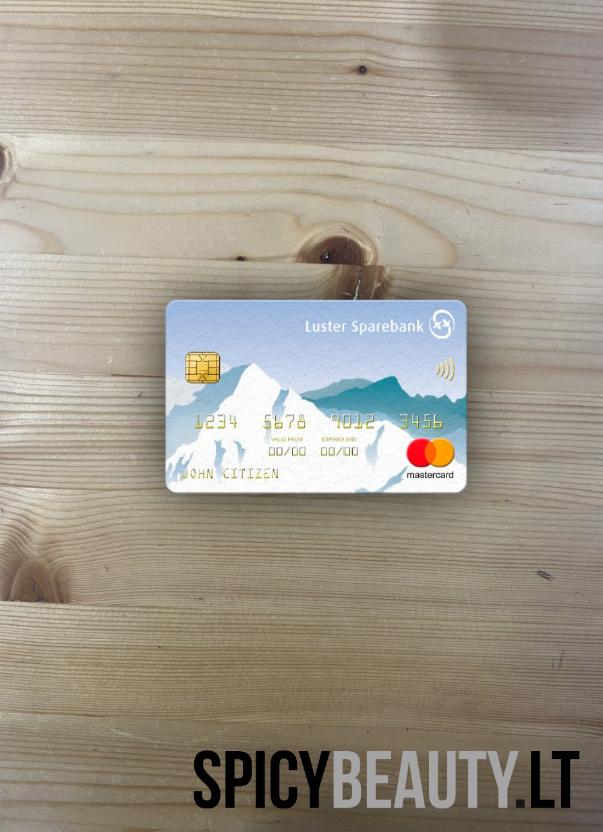 Luster Sparebank
1234 5678 9012 3456
VALID FROM EXPIRED END
00/00 00/00
JOHN CITIZEN
mastercard
SPICYBEAUTY.LT